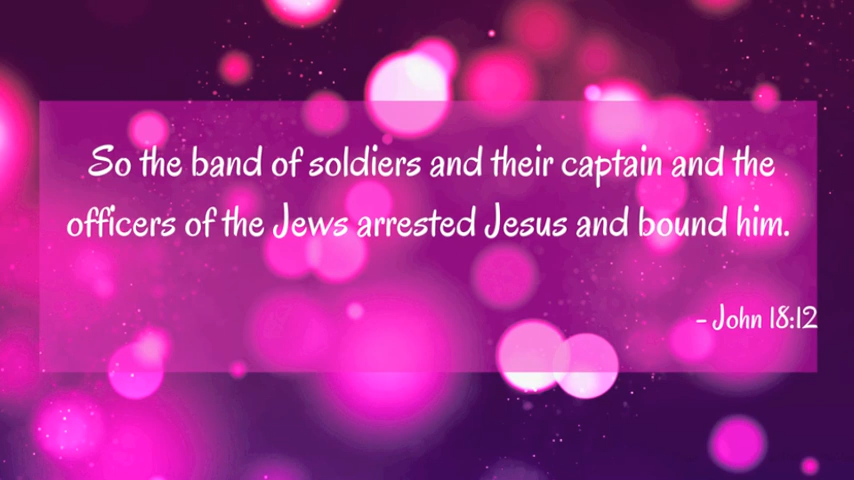 So the band of soldiers and their captain and the
officers of the Jews arrested Jesus and bound him.
- John 18:12